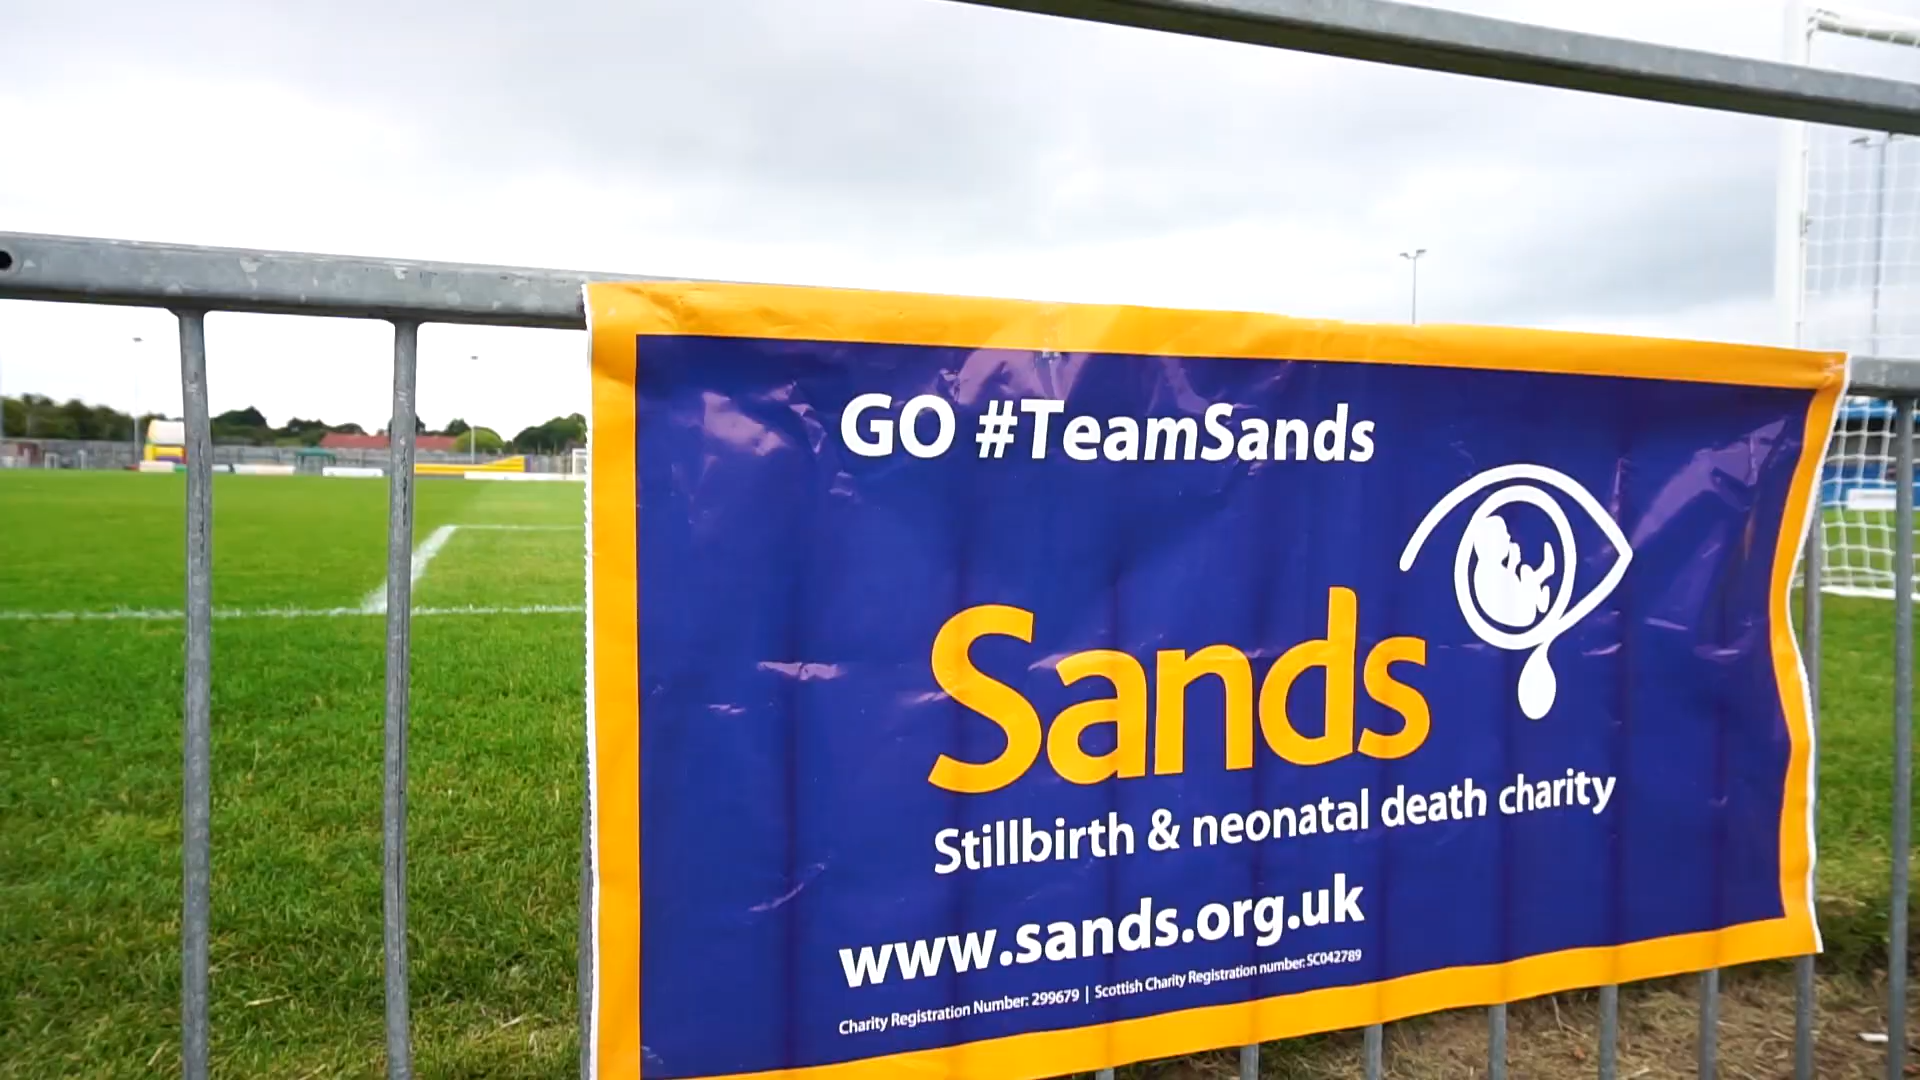 GO #TeamSands
Sands
Stillbirth & neonatal death charity
www.sands.org.uk
Charity Registration Number: 299679 | Scottish Charity Registration number: SC042789